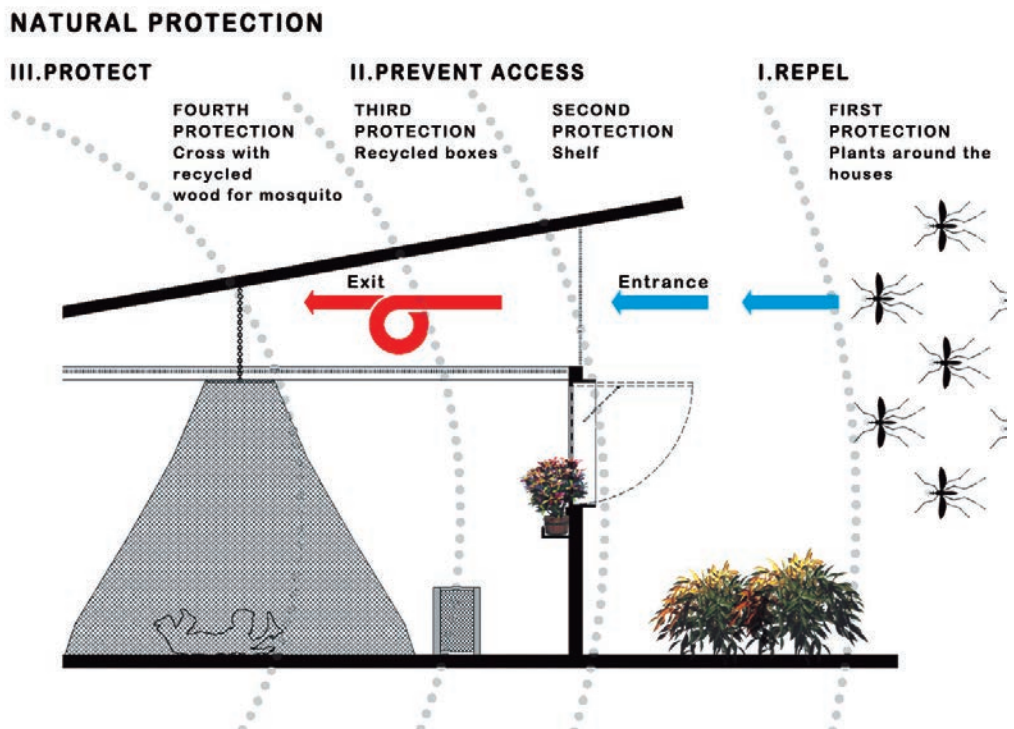 NATURAL PROTECTION
III.PROTECT
II.PREVENT ACCESS
I.REPEL
FOURTH
PROTECTION
Cross with
recycled
wood for mosquito
THIRD
PROTECTION
Recycled boxes
SECOND
PROTECTION
Shelf
FIRST
PROTECTION
Plants around the
houses
Exit
Entrance